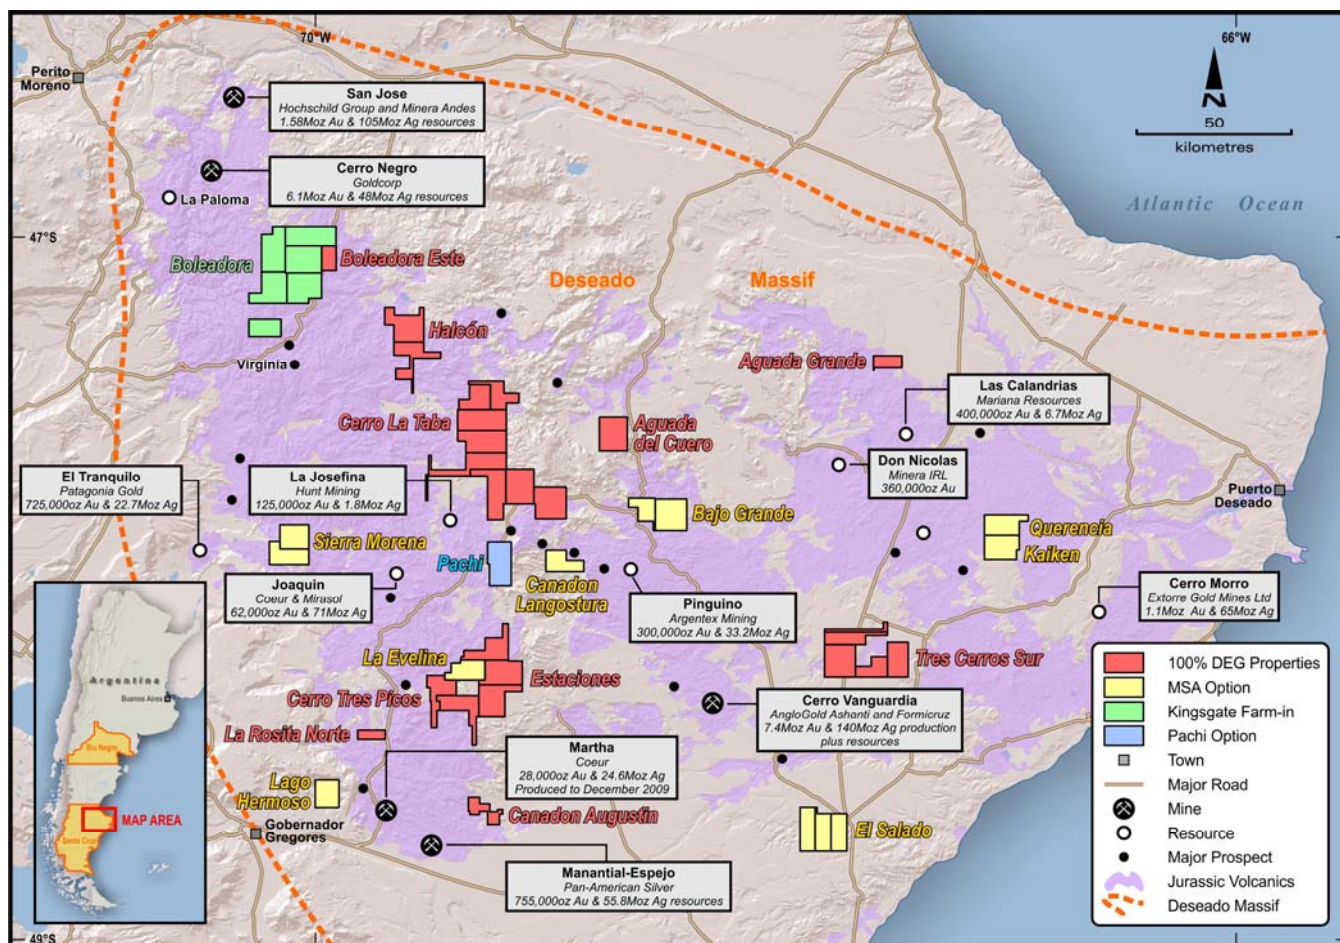 70°W
66°W
Perito
Moreno
San Jose
Hochschild Group and Minera Andes
1.58Moz Au & 105Moz Ag resources
N
50
kilometres
Cerro Negro
Goldcorp
6.1Moz Au & 48Moz Ag resources
La Paloma
Atlantic Ocean
47°S
Boleadora
Boleadora Este
Deseado Massif
Halcón
Virginia
Aguada Grande
Las Calandrias
Mariana Resources
400,000oz Au & 6.7Moz Ag
Cerro La Taba
Aguada
del Cuero
Don Nicolas
Minera IRL
360,000oz Au
El Tranquilo
Patagonia Gold
725,000oz Au & 22.7Moz Ag
La Josefina
Hunt Mining
125,000oz Au & 1.8Moz Ag
Puerto
Deseado
Bajo Grande
Querencia
Kaiken
Sierra Morena
Pachi
Canadon
Langostura
Joaquin
Coeur & Mirasol
62,000oz Au & 71Moz Ag
Pinguino
Argentex Mining
300,000oz Au & 33.2Moz Ag
Cerro Morro
Extorre Gold Mines Ltd
1.1Moz Au & 65Moz Ag
La Evelina
Estaciones
Cerro Tres Picos
Tres Cerros Sur
La Rosita Norte
Cerro Vanguardia
AngloGold Ashanti and Formicruz
7.4Moz Au & 140Moz Ag production
plus resources
Martha
Coeur
28,000oz Au & 24.6Moz Ag
Produced to December 2009
Lago
Hermoso
Canadon Augustin
El Salado
Gobernador
Gregores
Manantial-Espejo
Pan-American Silver
755,000oz Au & 55.8Moz Ag resources
49°S
Argentina
Buenos Aires
Rio Negro
MAP AREA
Santa Cruz
100% DEG Properties
MSA Option
Kingsgate Farm-in
Pachi Option
Town
Major Road
Mine
Resource
Major Prospect
Jurassic Volcanics
Deseado Massif